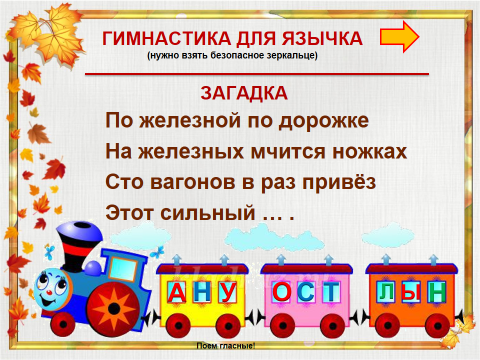 ГИМНАСТИКА ДЛЯ ЯЗЫЧКА
(нужно взять безопасное зеркальце)
ЗАГАДКА
По железной по дорожке
На железных мчится ножках
Сто вагонов в раз привёз
Этот сильный … .
А Н У О С Т Л Ы Н
Поем гласные!